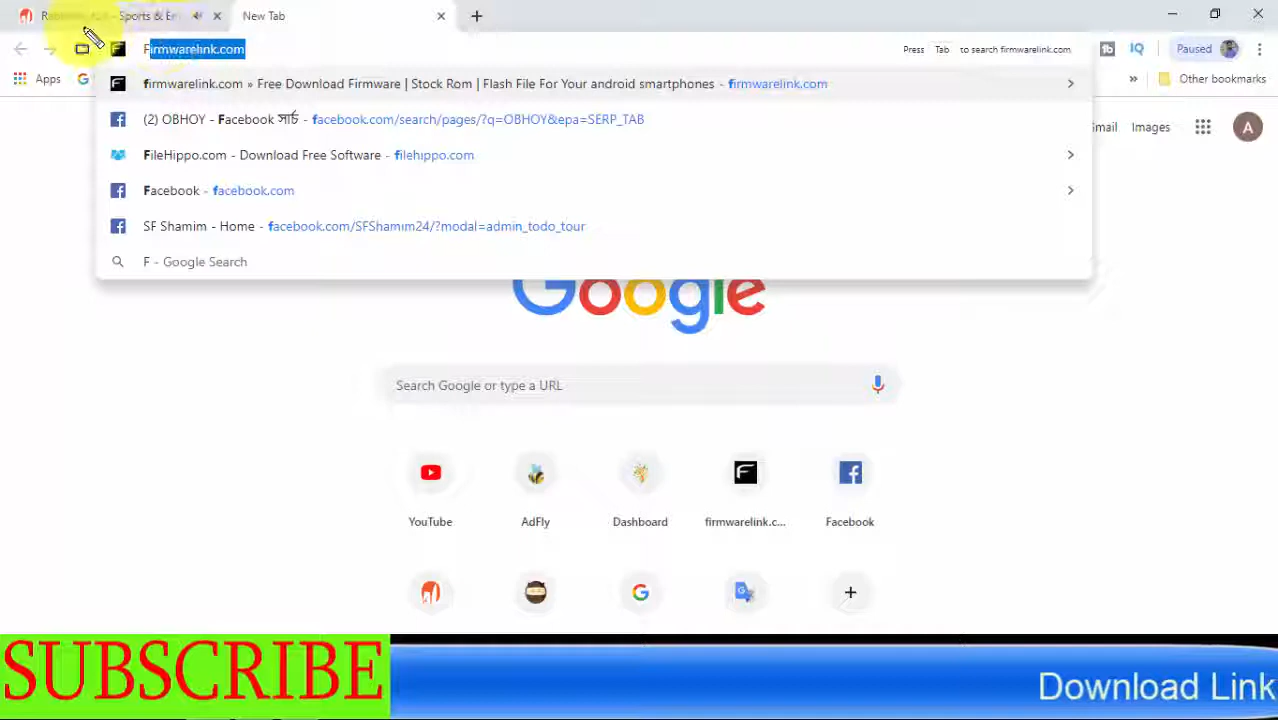 - Sports & En
New Tab
Firmwarelink.com
Press Tab to search firmwarelink.com
Paused
Apps
Other bookmarks
firmwarelink.com » Free Download Firmware | Stock Rom | Flash File For Your android smartphones - firmwarelink.com
(2) OBHOY - Facebook সার্চ - facebook.com/search/pages/?q=OBHOY&epa=SERP_TAB
FileHippo.com - Download Free Software - filehippo.com
Facebook - facebook.com
SF Shamim - Home - facebook.com/SFShamim24/?modal=admin_todo_tour
F - Google Search
Gmail Images A
Google
Search Google or type a URL
YouTube AdFly Dashboard firmwarelink.c... Facebook
SUBSCRIBE
Download Link